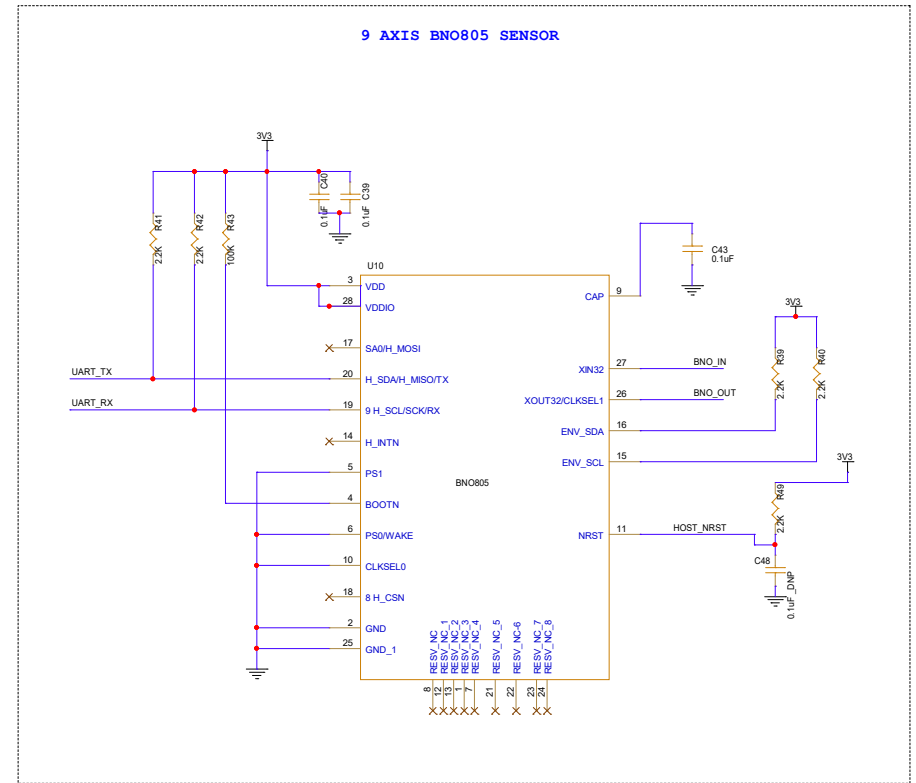 9 AXIS BNO805 SENSOR
3V3
R41
2.2K
R42
2.2K
R43
100K
C40
0.1uF
C39
0.1uF
U10
3 VDD
28 VDDIO
17 SA0/H_MOSI
UART_TX
20 H_SDA/H_MISO/TX
UART_RX
19 9 H_SCL/SCK/RX
14 H_INTN
5 PS1
4 BOOTN
6 PS0/WAKE
10 CLKSEL0
18 8 H_CSN
2 GND
25 GND_1
BNO805
CAP 9
C43
0.1uF
XIN32 27 BNO_IN
XOUT32/CLKSEL1 26 BNO_OUT
ENV_SDA 16
ENV_SCL 15
NRST 11 HOST_NRST
3V3
R39
2.2K
R40
2.2K
3V3
R49
2.2K
C48
0.1uF_DNP
RESV_NC 8
RESV_NC_1 12
RESV_NC_2 13
RESV_NC_3 1
RESV_NC_4 7
RESV_NC_5 21
RESV_NC-6 22
RESV_NC_7 23
RESV_NC_8 24